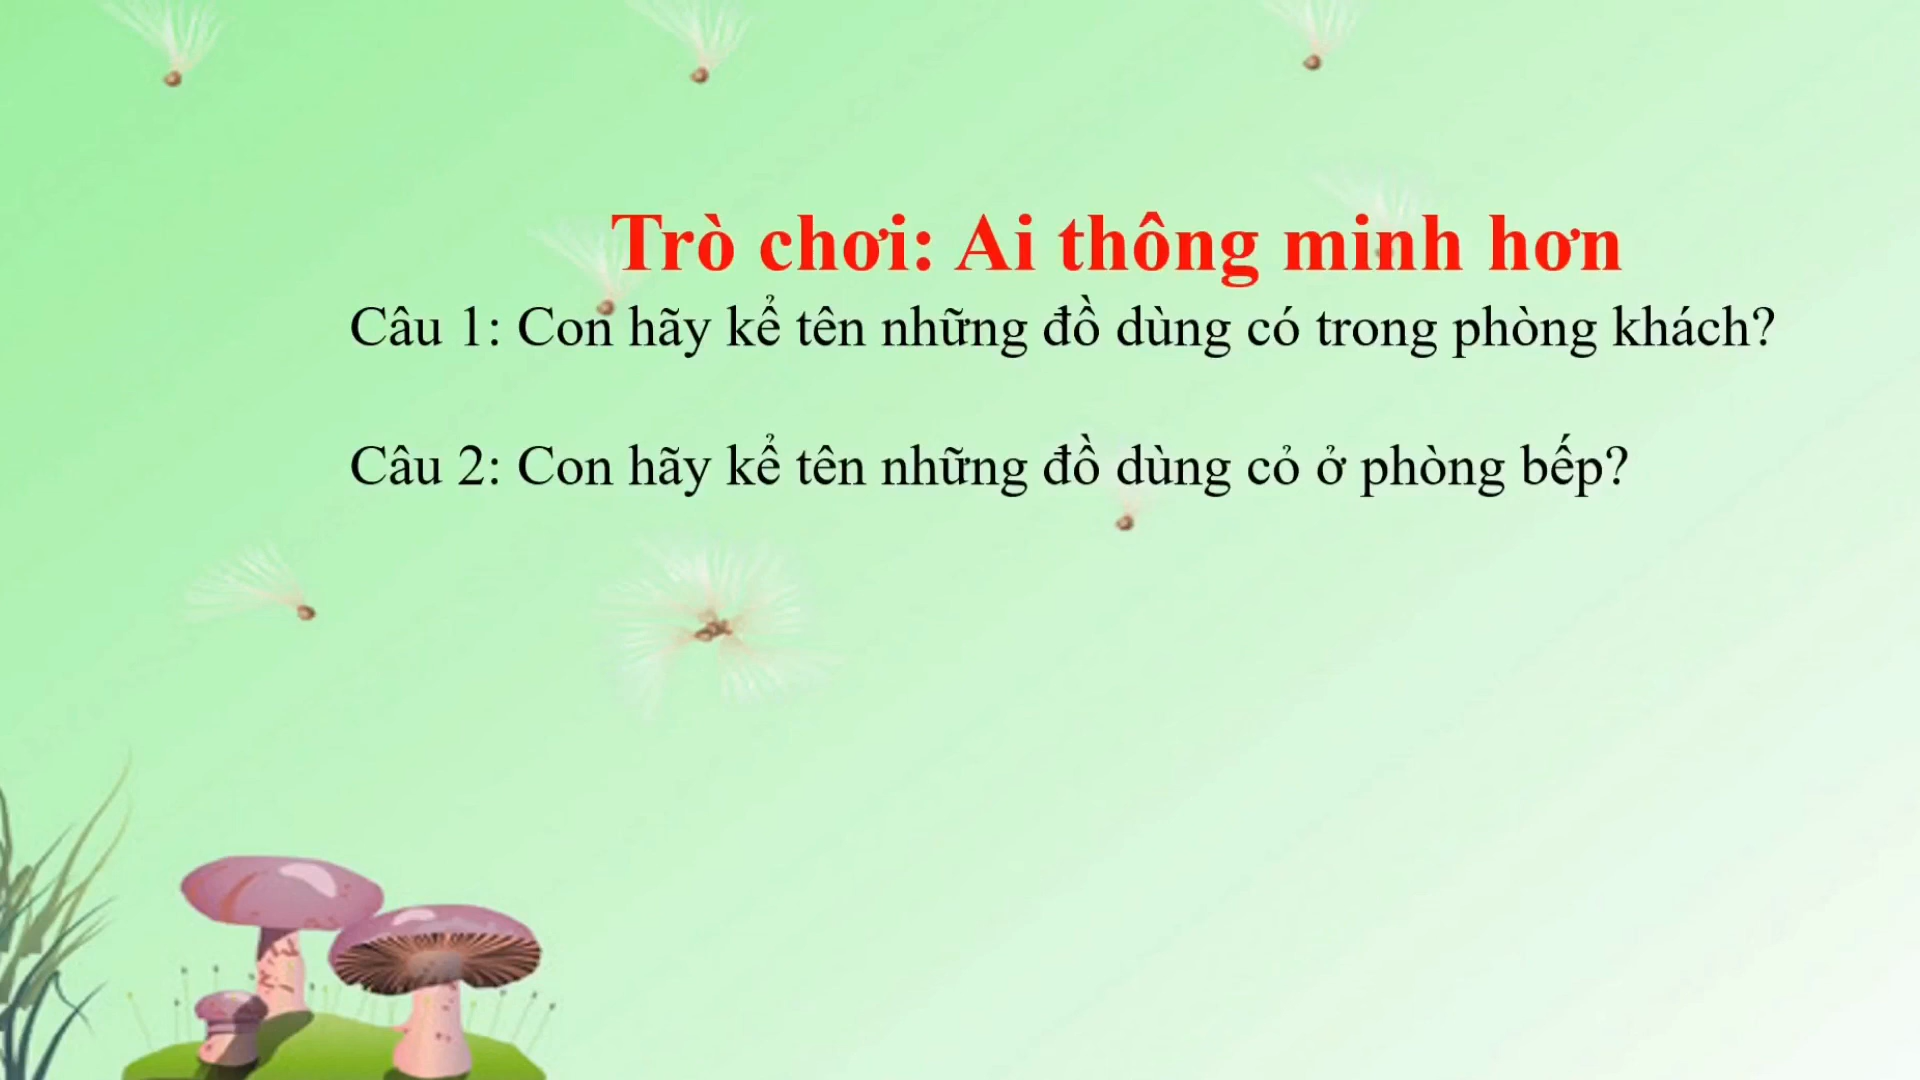 Trò chơi: Ai thông minh hơn
Câu 1: Con hãy kể tên những đồ dùng có trong phòng khách?
Câu 2: Con hãy kể tên những đồ dùng cỏ ở phòng bếp?